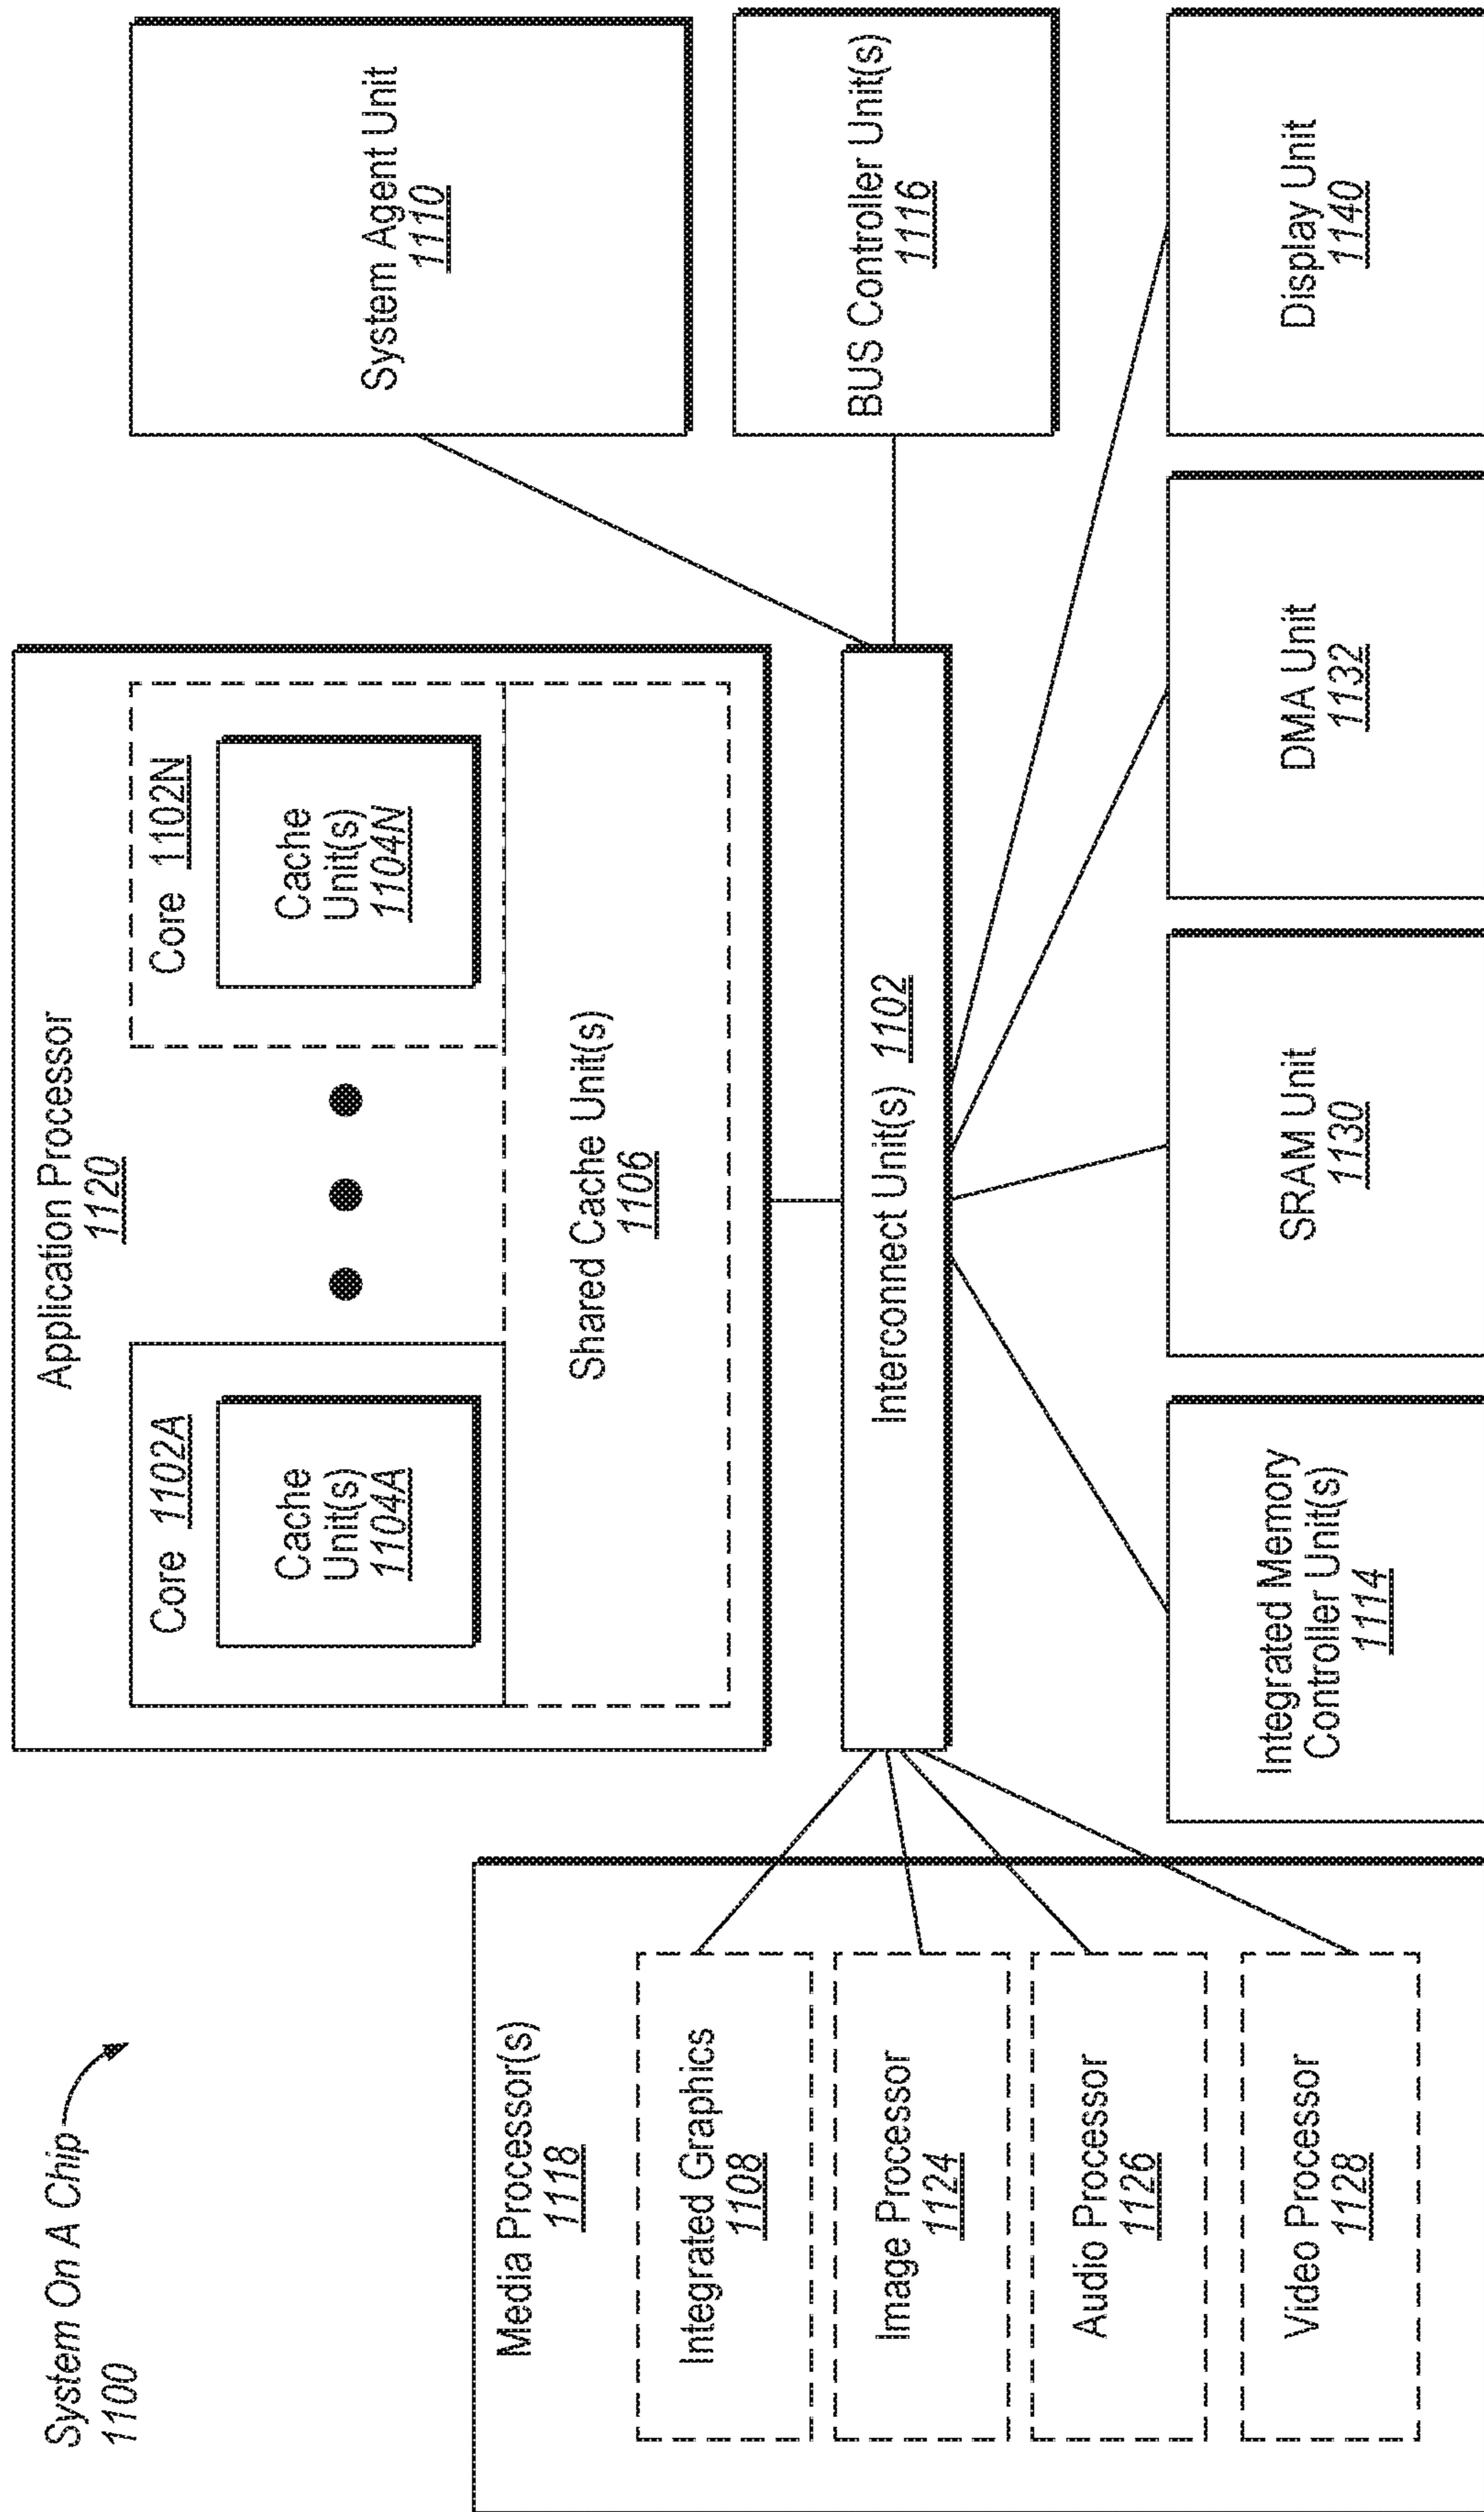 System On A Chip
1100
Application Processor
1120
Core 1102A
Cache
Unit(s)
1104A
Core 1102N
Cache
Unit(s)
1104N
Shared Cache Unit(s)
1106
System Agent Unit
1110
Media Processor(s)
1118
Integrated Graphics
1108
Image Processor
1124
Audio Processor
1126
Video Processor
1128
Interconnect Unit(s) 1102
BUS Controller Unit(s)
1116
Integrated Memory
Controller Unit(s)
1114
SRAM Unit
1130
DMA Unit
1132
Display Unit
1140